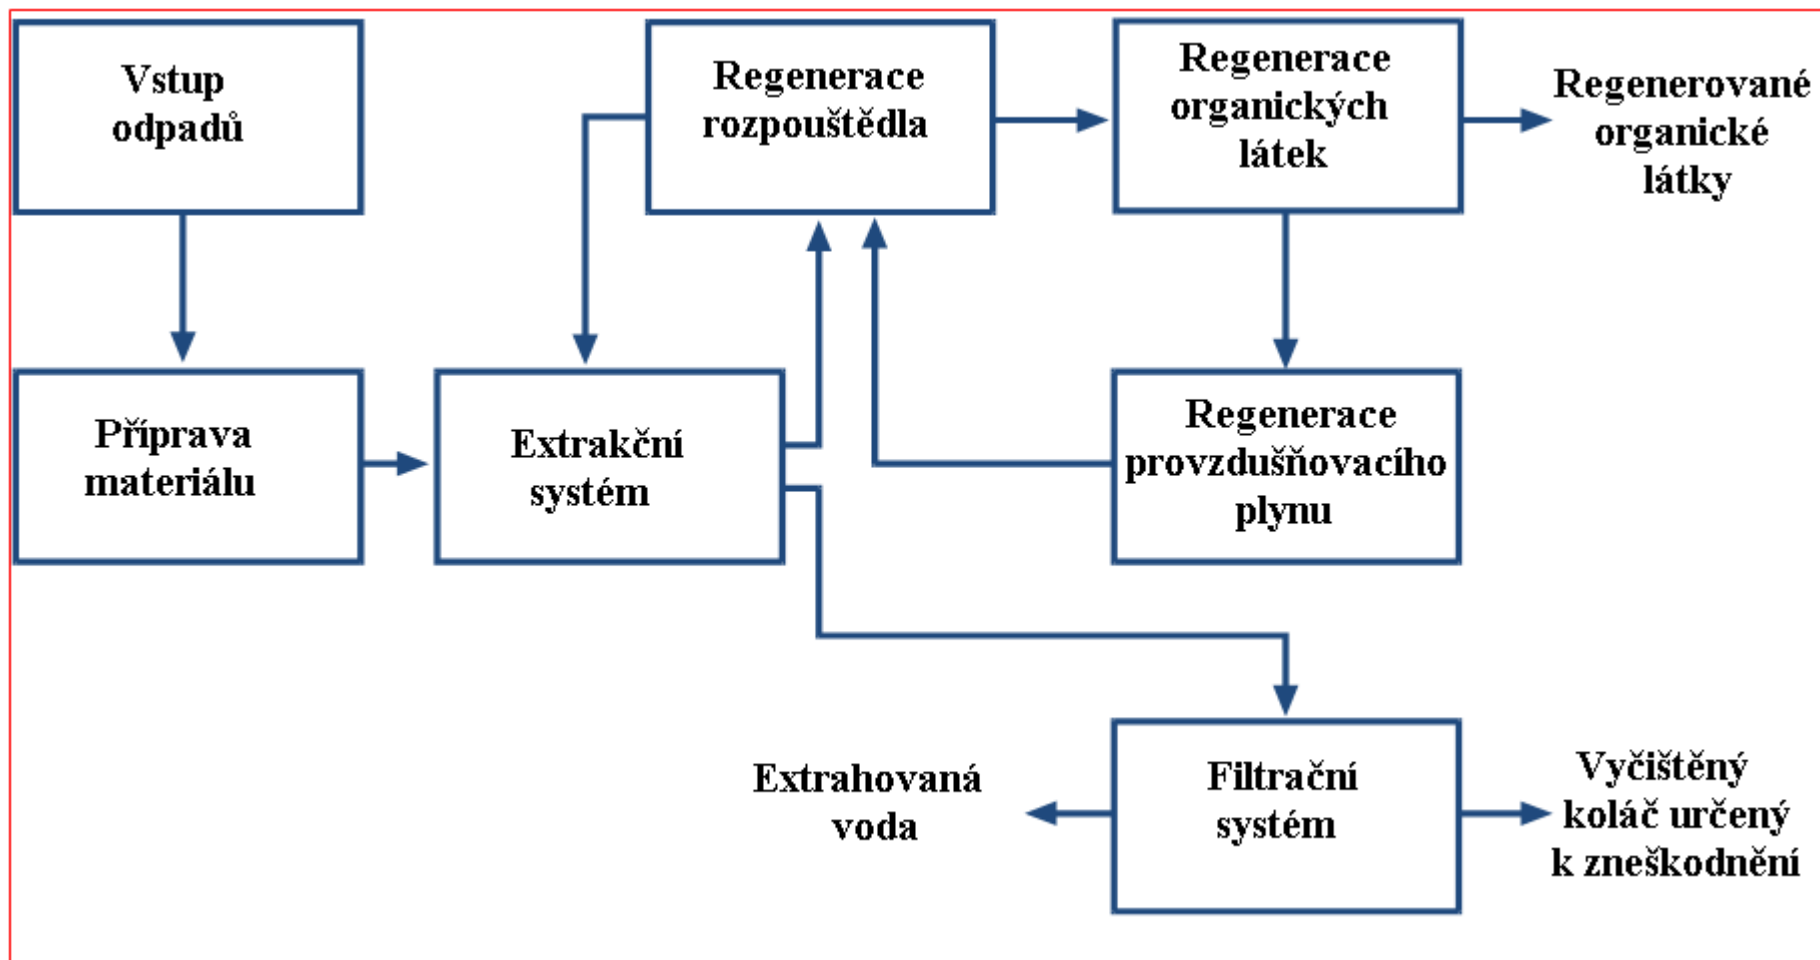 Vstup
odpadů
Regenerace
rozpouštědla
Regenerace
organických
látek
Regenerované
organické
látky
Příprava
materiálu
Extrakční
systém
Regenerace
provzdušňovacího
plynu
Extrahovaná
voda
Filtrační
systém
Vyčištěný
koláč určený
k zneškodnění